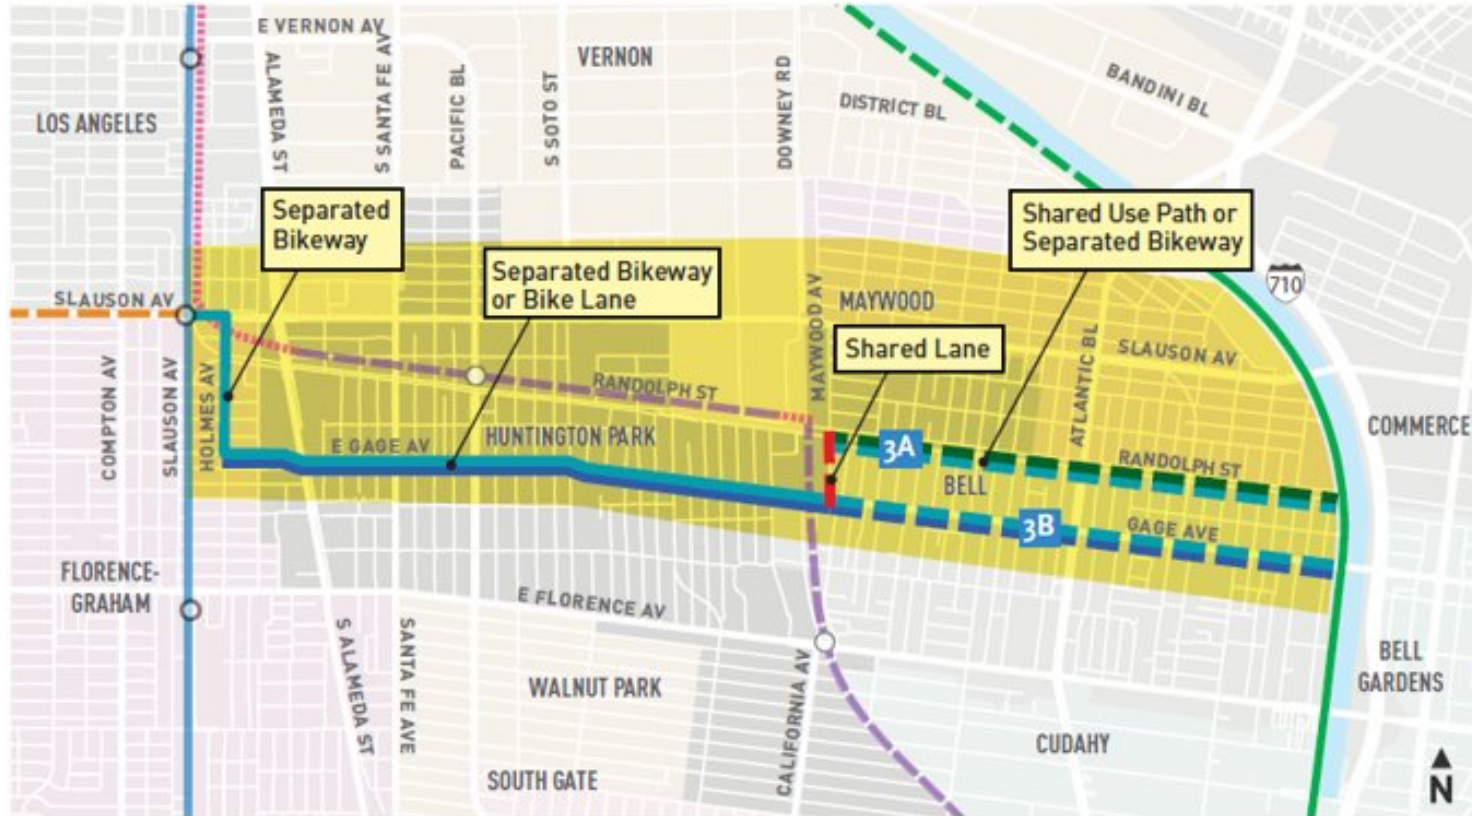 E VERNON AV
VERNON
ALAMEDA ST
S SANTA FE AV
PACIFIC BL
S SOTO ST
DOWNEY RD
DISTRICT BL
BANDINI BL
LOS ANGELES
Separated
Bikeway
Separated Bikeway
or Bike Lane
Shared Use Path or
Separated Bikeway
710
SLAUSON AV
MAYWOOD AV
MAYWOOD
Shared Lane
SLAUSON AV
ATLANTIC BL
COMPTON AV
SLAUSON AV
HOLMES AV
RANDOLPH ST
E GAGE AV
HUNTINGTON PARK
3A
RANDOLPH ST
BELL
COMMERCE
3B
GAGE AVE
FLORENCE-
GRAHAM
E FLORENCE AV
S ALAMEDA ST
SANTA FE AVE
WALNUT PARK
CALIFORNIA AV
BELL
GARDENS
CUDAHY
SOUTH GATE
N